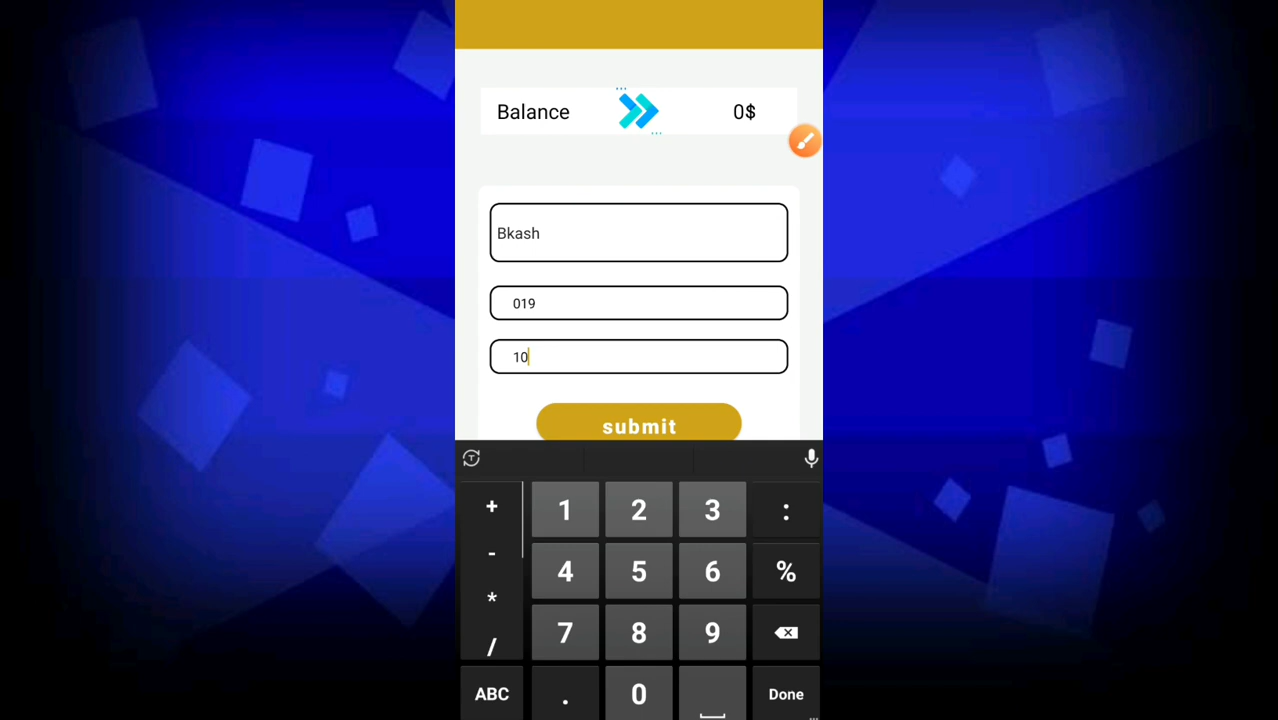 Balance 0$
Bkash
019
10
submit
+ 1 2 3 :
- 4 5 6 %
* 7 8 9
/
ABC . 0 Done